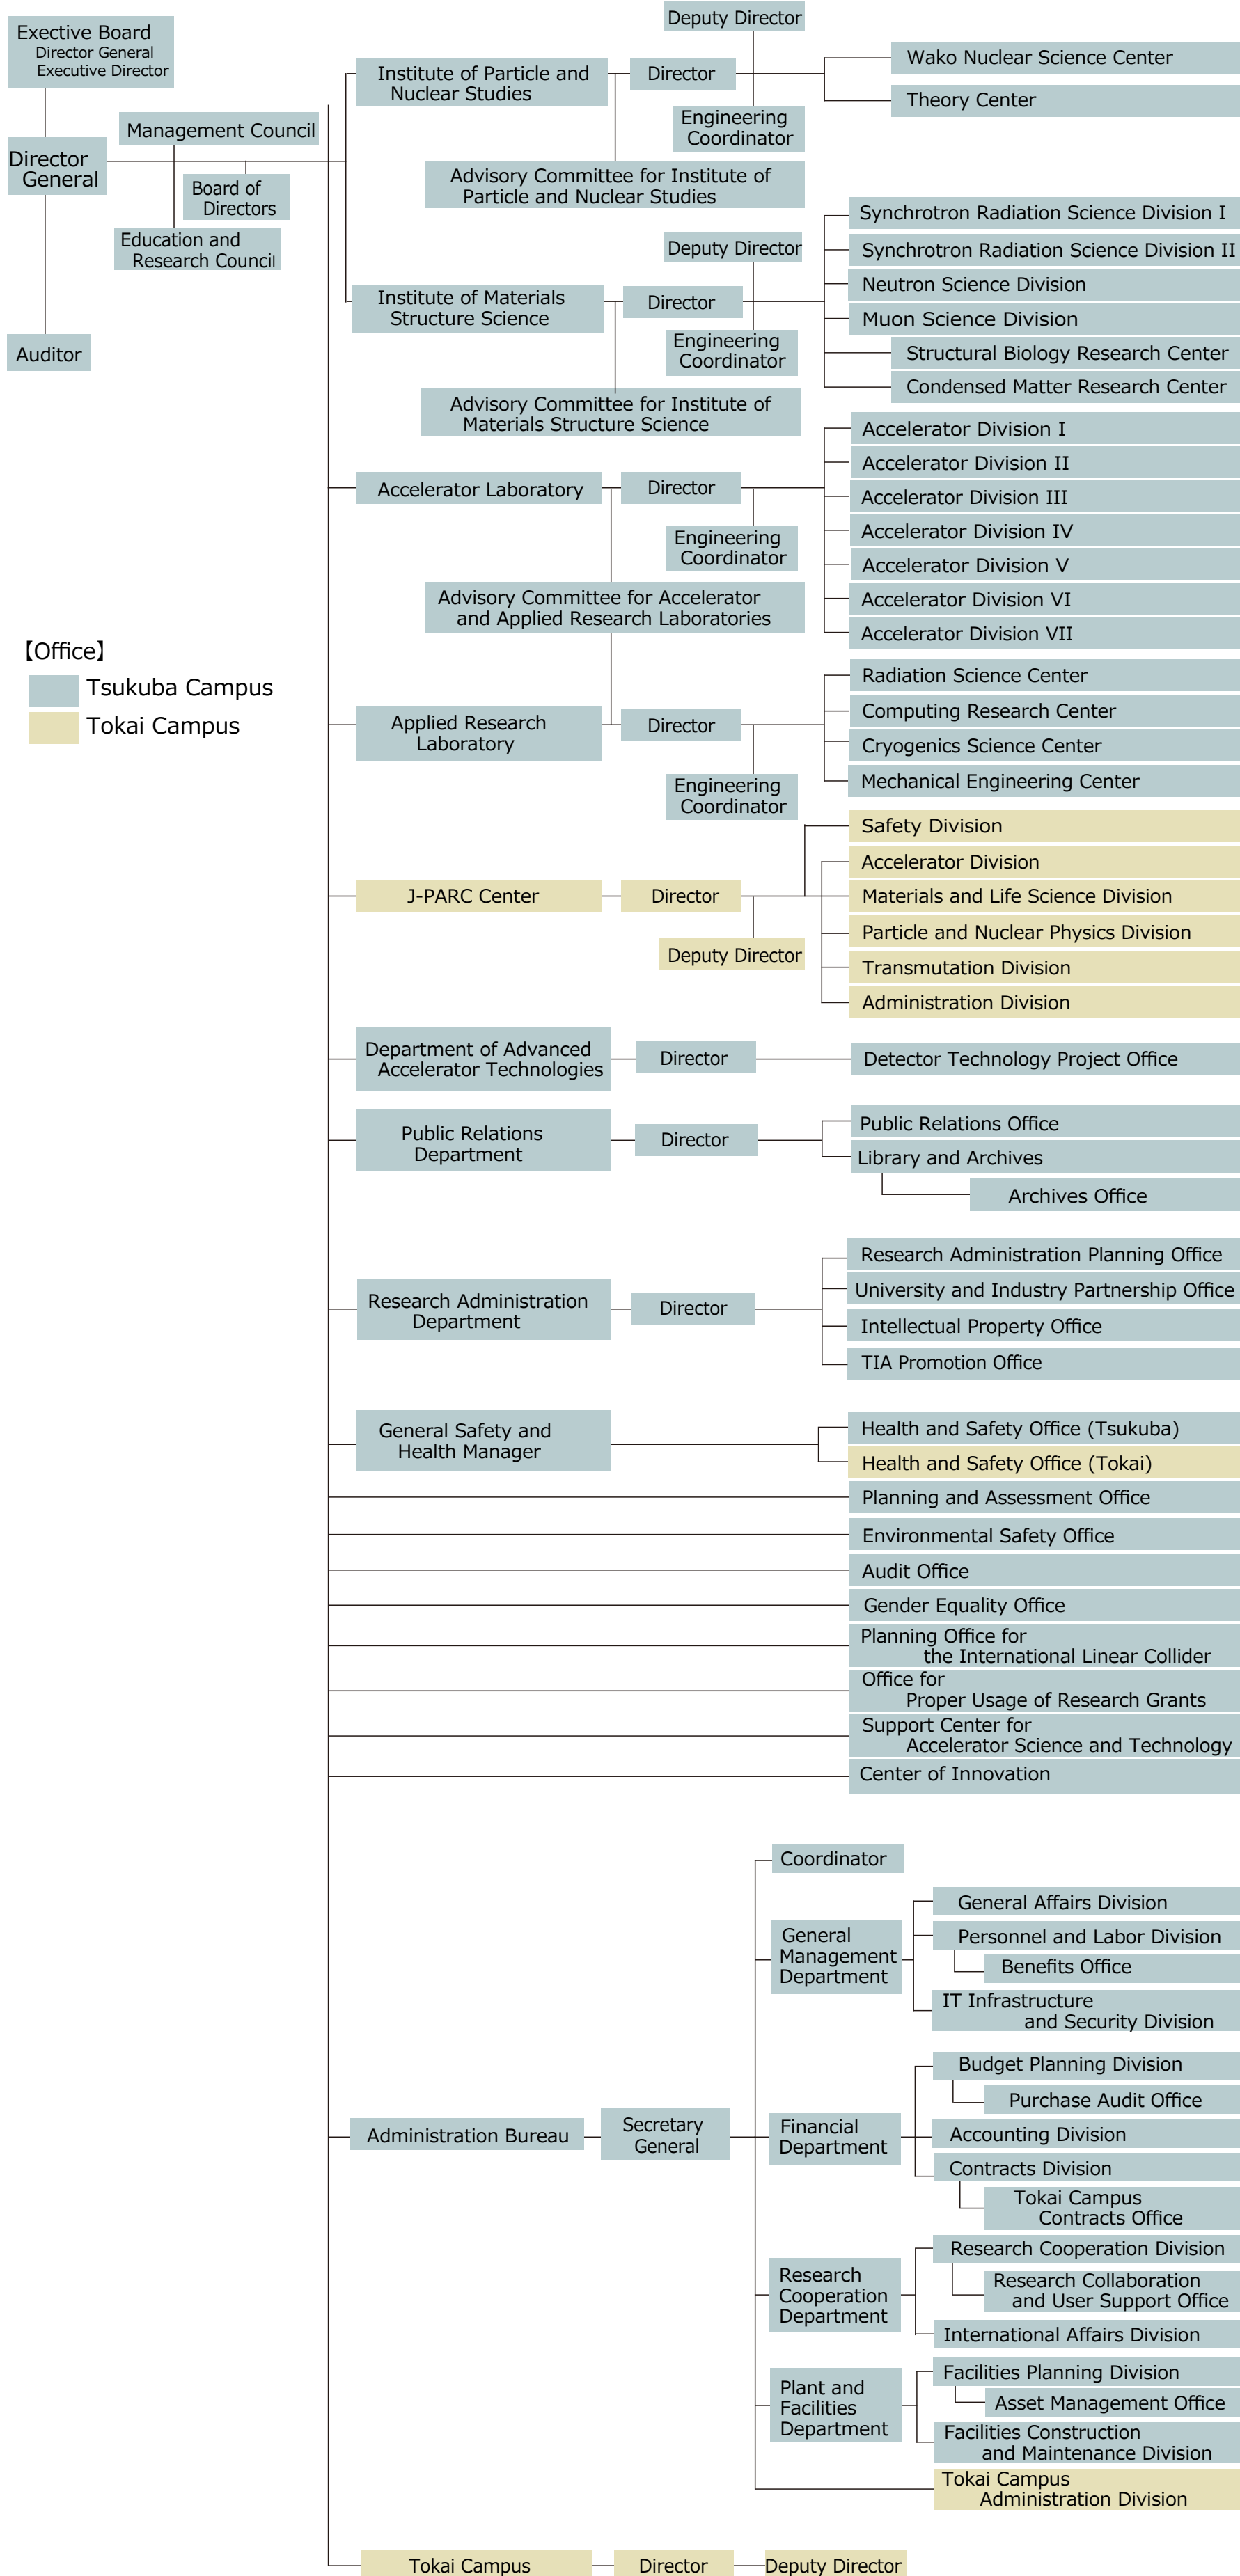 Exective Board
Director General
Executive Director
Director
General
Management Council
Board of
Directors
Education and
Research Council
Auditor
【Office】
Tsukuba Campus
Tokai Campus
Institute of Particle and
Nuclear Studies
Director
Deputy Director
Engineering
Coordinator
Advisory Committee for Institute of
Particle and Nuclear Studies
Wako Nuclear Science Center
Theory Center
Institute of Materials
Structure Science
Director
Deputy Director
Engineering
Coordinator
Advisory Committee for Institute of
Materials Structure Science
Synchrotron Radiation Science Division I
Synchrotron Radiation Science Division II
Neutron Science Division
Muon Science Division
Structural Biology Research Center
Condensed Matter Research Center
Accelerator Laboratory
Director
Engineering
Coordinator
Advisory Committee for Accelerator
and Applied Research Laboratories
Accelerator Division I
Accelerator Division II
Accelerator Division III
Accelerator Division IV
Accelerator Division V
Accelerator Division VI
Accelerator Division VII
Applied Research
Laboratory
Director
Engineering
Coordinator
Radiation Science Center
Computing Research Center
Cryogenics Science Center
Mechanical Engineering Center
J-PARC Center
Director
Deputy Director
Safety Division
Accelerator Division
Materials and Life Science Division
Particle and Nuclear Physics Division
Transmutation Division
Administration Division
Department of Advanced
Accelerator Technologies
Director
Detector Technology Project Office
Public Relations
Department
Director
Public Relations Office
Library and Archives
Archives Office
Research Administration
Department
Director
Research Administration Planning Office
University and Industry Partnership Office
Intellectual Property Office
TIA Promotion Office
General Safety and
Health Manager
Health and Safety Office (Tsukuba)
Health and Safety Office (Tokai)
Planning and Assessment Office
Environmental Safety Office
Audit Office
Gender Equality Office
Planning Office for
the International Linear Collider
Office for
Proper Usage of Research Grants
Support Center for
Accelerator Science and Technology
Center of Innovation
Administration Bureau
Secretary
General
Coordinator
General
Management
Department
General Affairs Division
Personnel and Labor Division
Benefits Office
IT Infrastructure
and Security Division
Financial
Department
Budget Planning Division
Purchase Audit Office
Accounting Division
Contracts Division
Tokai Campus
Contracts Office
Research
Cooperation
Department
Research Cooperation Division
Research Collaboration
and User Support Office
International Affairs Division
Plant and
Facilities
Department
Facilities Planning Division
Asset Management Office
Facilities Construction
and Maintenance Division
Tokai Campus
Administration Division
Tokai Campus
Director
Deputy Director